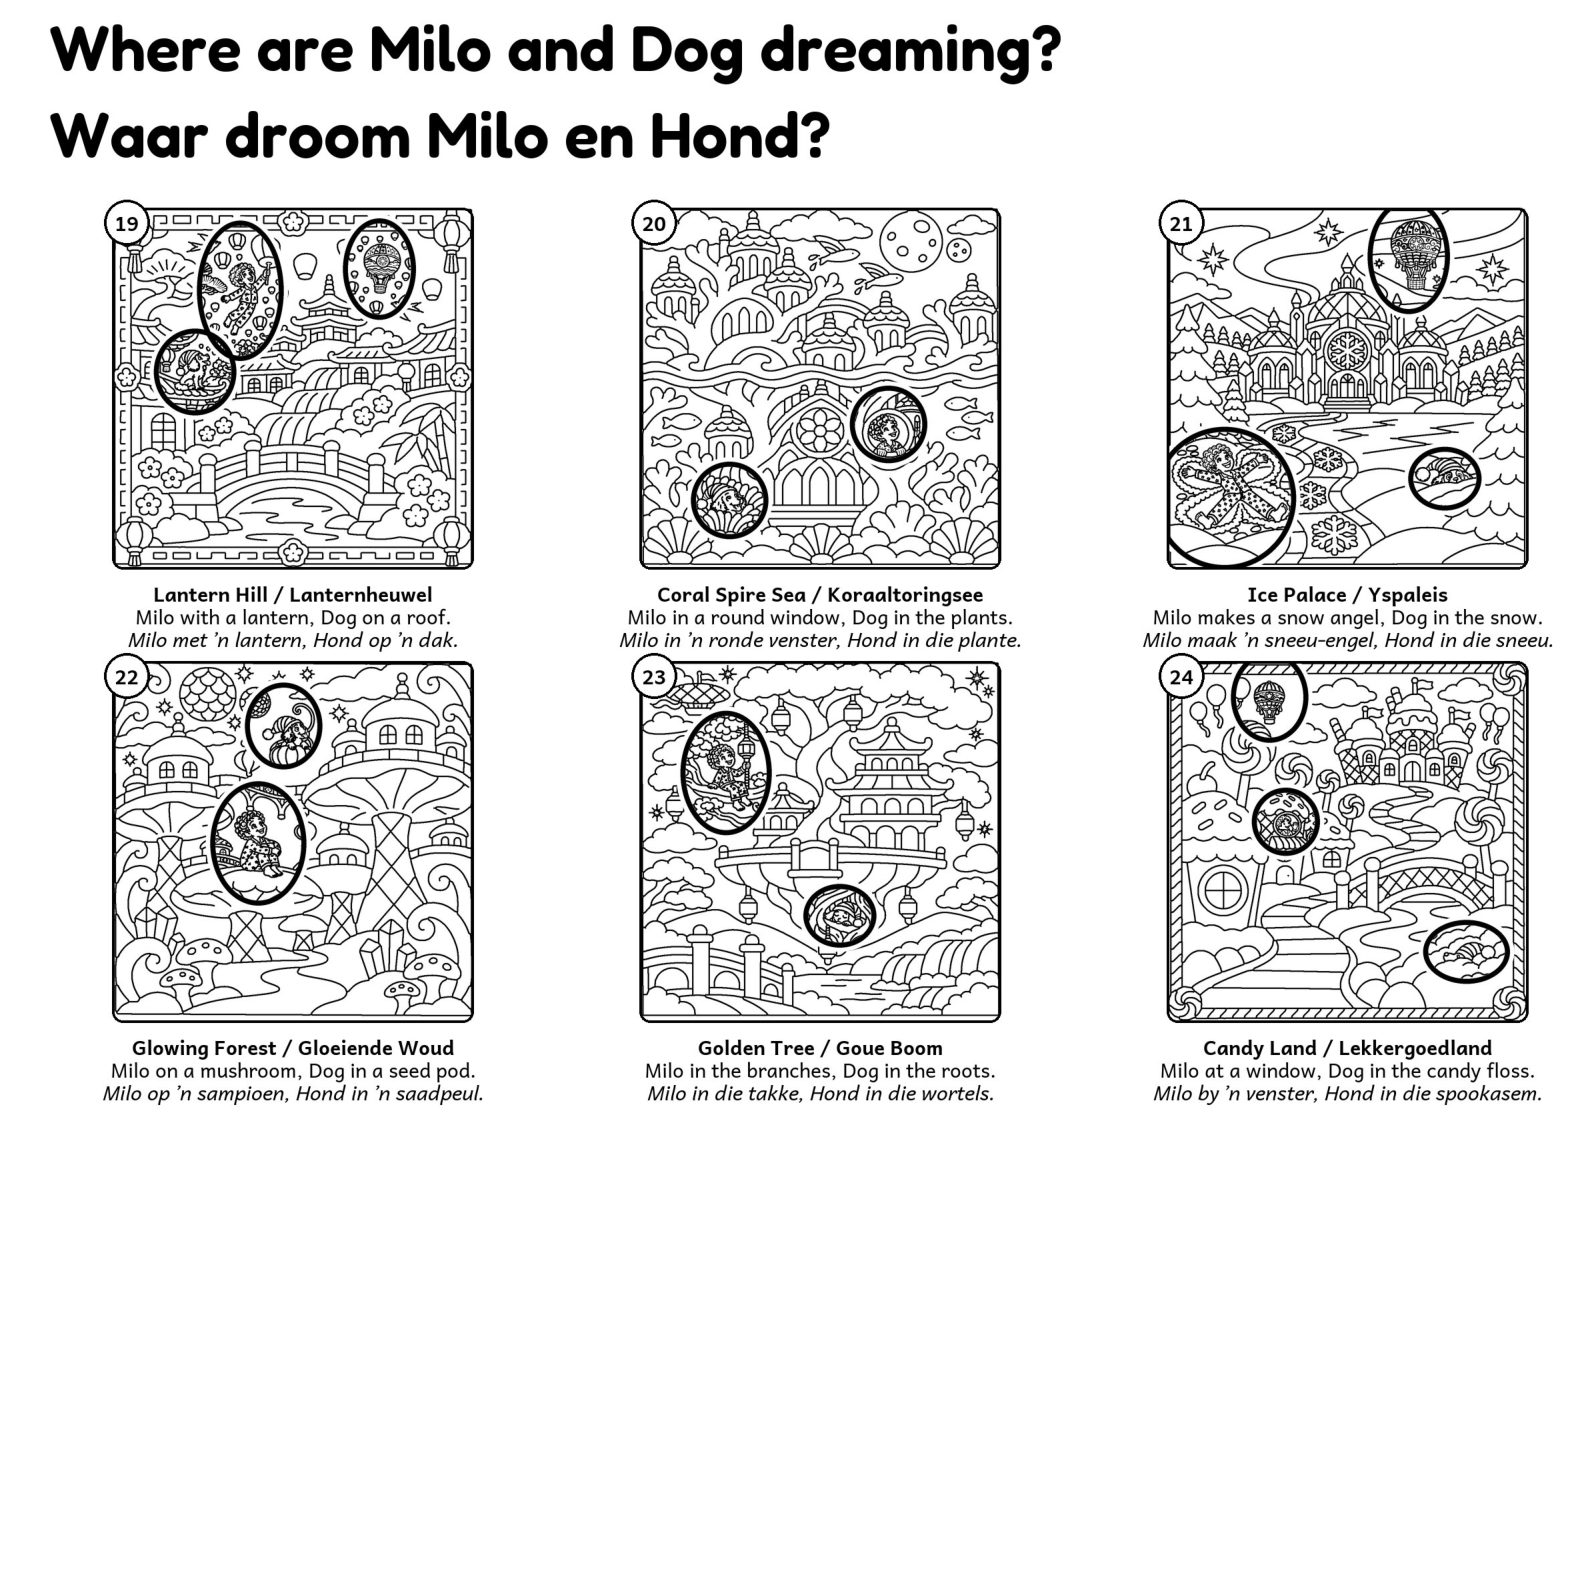 Where are Milo and Dog dreaming?
Waar droom Milo en Hond?
19
20
21
Lantern Hill / Lanternheuwel
Milo with a lantern, Dog on a roof.
Milo met ’n lantern, Hond op ’n dak.
Coral Spire Sea / Koraaltoringsee
Milo in a round window, Dog in the plants.
Milo in ’n ronde venster, Hond in die plante.
Ice Palace / Yspaleis
Milo makes a snow angel, Dog in the snow.
Milo maak ’n sneeu-engel, Hond in die sneeu.
22
23
24
Glowing Forest / Gloeiende Woud
Milo on a mushroom, Dog in a seed pod.
Milo op ’n sampioen, Hond in ’n saadpeul.
Golden Tree / Goue Boom
Milo in the branches, Dog in the roots.
Milo in die takke, Hond in die wortels.
Candy Land / Lekkergoedland
Milo at a window, Dog in the candy floss.
Milo by ’n venster, Hond in die spookasem.